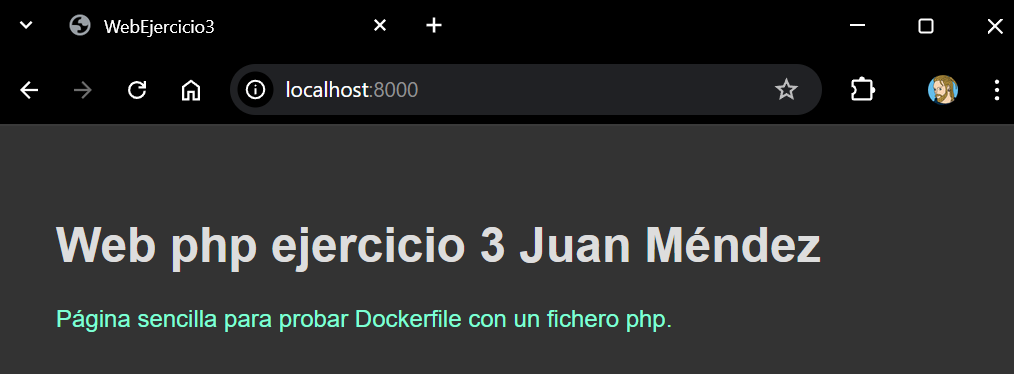 WebEjercicio3
localhost:8000
Web php ejercicio 3 Juan Méndez
Página sencilla para probar Dockerfile con un fichero php.